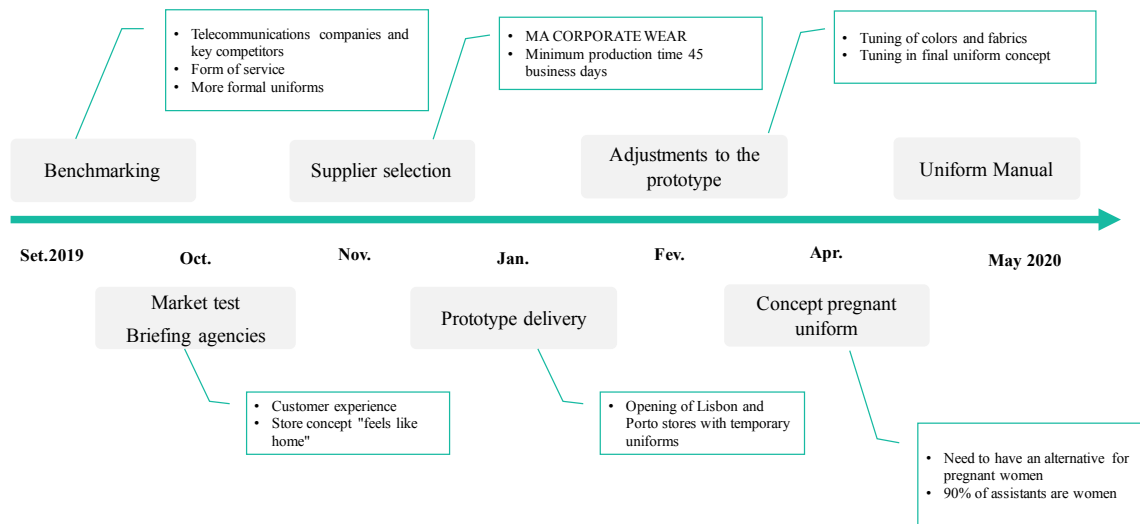 • Telecommunications companies and
key competitors
• Form of service
• More formal uniforms
• MA CORPORATE WEAR
• Minimum production time 45
business days
• Tuning of colors and fabrics
• Tuning in final uniform concept
Benchmarking
Supplier selection
Adjustments to the
prototype
Uniform Manual
Set.2019
Oct.
Nov.
Jan.
Fev.
Apr.
May 2020
Market test
Briefing agencies
Prototype delivery
Concept pregnant
uniform
• Customer experience
• Store concept "feels like
home"
• Opening of Lisbon and
Porto stores with temporary
uniforms
• Need to have an alternative for
pregnant women
• 90% of assistants are women